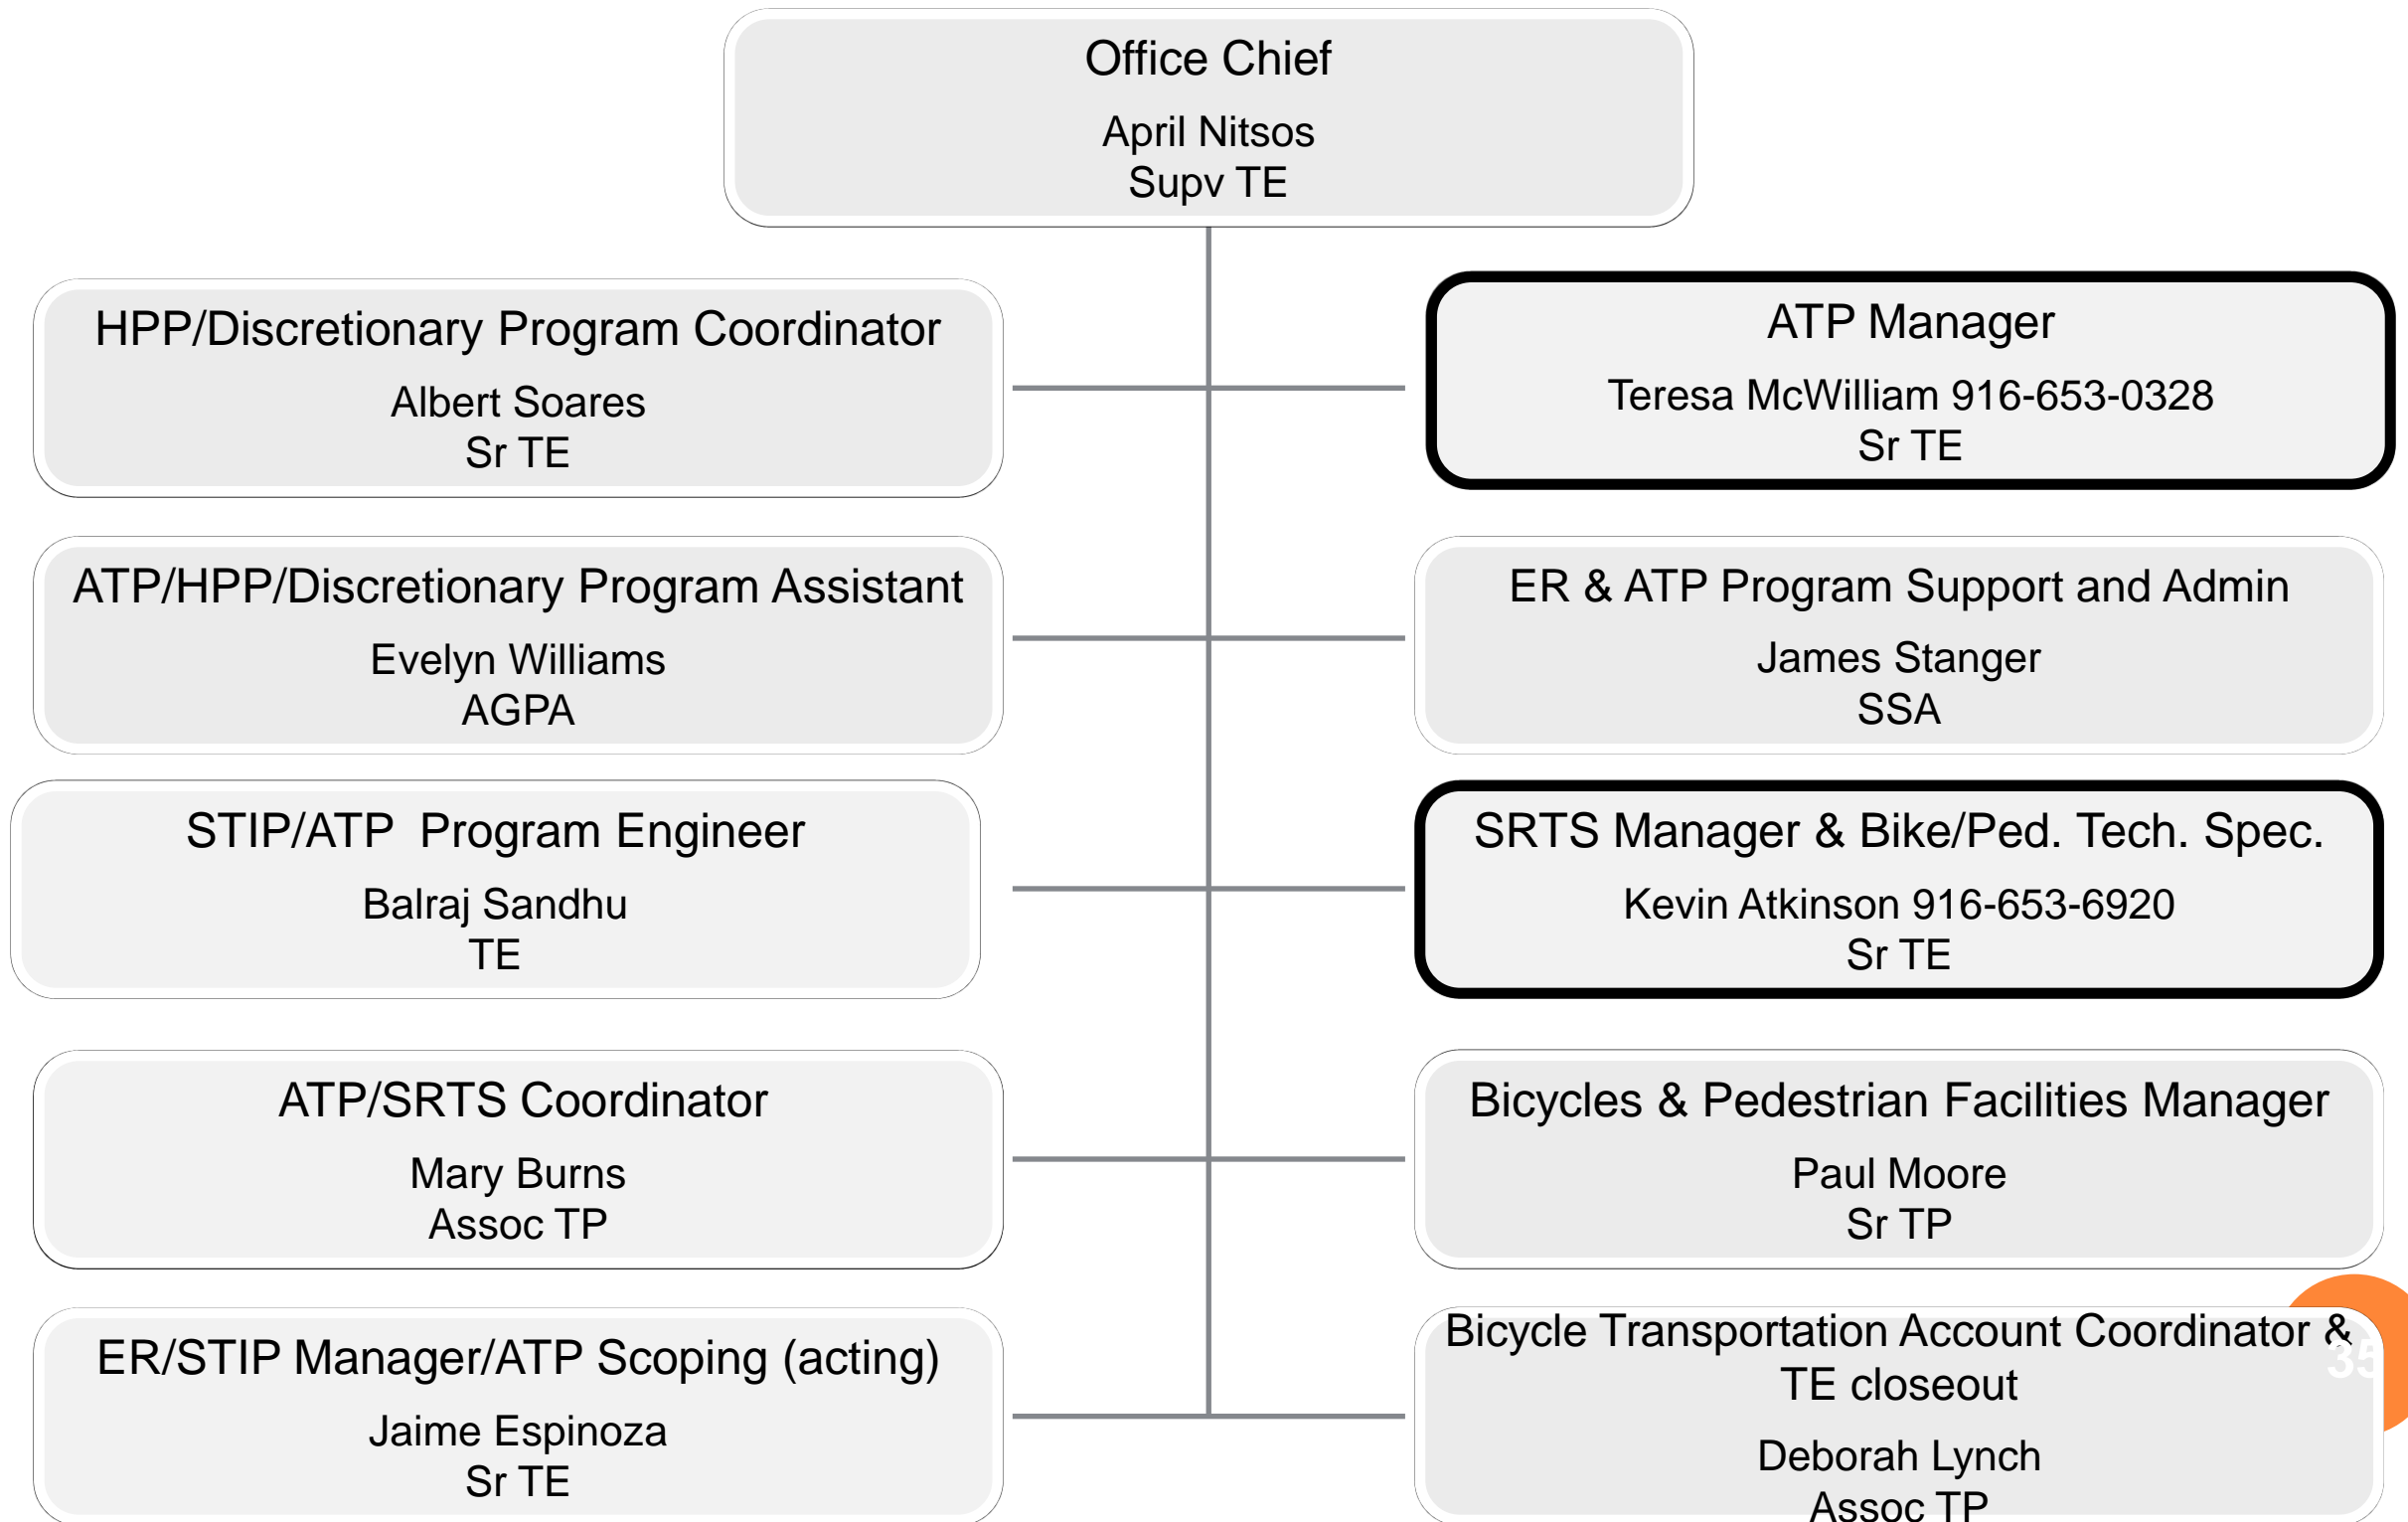 Office Chief
April Nitsos
Supv TE
HPP/Discretionary Program Coordinator
Albert Soares
Sr TE
ATP Manager
Teresa McWilliam 916-653-0328
Sr TE
ATP/HPP/Discretionary Program Assistant
Evelyn Williams
AGPA
ER & ATP Program Support and Admin
James Stanger
SSA
STIP/ATP  Program Engineer
Balraj Sandhu
TE
SRTS Manager & Bike/Ped. Tech. Spec.
Kevin Atkinson 916-653-6920
Sr TE
ATP/SRTS Coordinator
Mary Burns
Assoc TP
Bicycles & Pedestrian Facilities Manager
Paul Moore
Sr TP
ER/STIP Manager/ATP Scoping (acting)
Jaime Espinoza
Sr TE
Bicycle Transportation Account Coordinator &
TE closeout
Deborah Lynch
Assoc TP
35